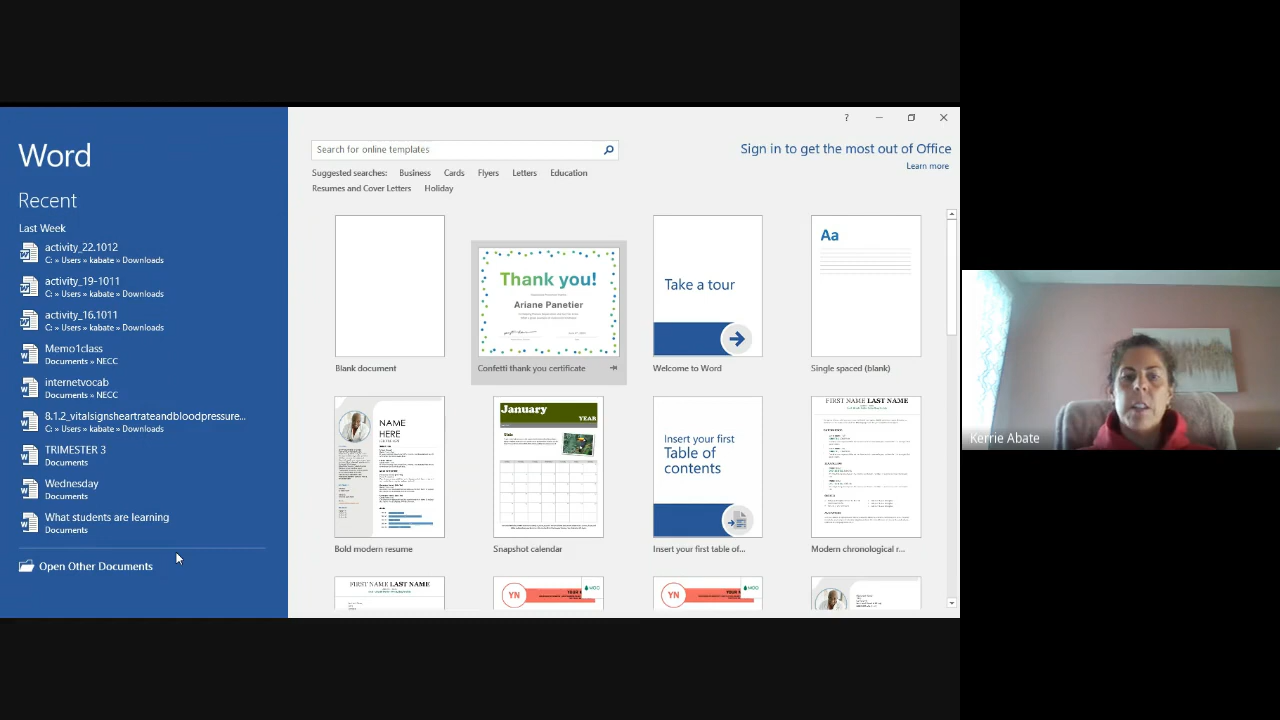 Word
Recent
Last Week
activity_22.1012
C: » Users » kabate » Downloads
activity_19-1011
C: » Users » kabate » Downloads
activity_16.1011
C: » Users » kabate » Downloads
Memo1class
Documents » NECC
internetvocab
Documents » NECC
8.1.2_vitalsignsheartrateandbloodpressure...
C: » Users » kabate » Downloads
TRIMESTER 3
Documents
Wednesday
Documents
What students are learning
Documents
Open Other Documents
?
Search for online templates
Sign in to get the most out of Office
Learn more
Suggested searches: Business Cards Flyers Letters Education
Resumes and Cover Letters Holiday
Thank you!
Ariane Panetier
Take a tour
Aa
Blank document
Confetti thank you certificate
Welcome to Word
Single spaced (blank)
NAME
HERE
January
YEAR
Insert your first
Table of
contents
FIRST NAME LAST NAME
Bold modern resume
Snapshot calendar
Insert your first table of...
Modern chronological r...
FIRST NAME LAST NAME
YN
YN
Kerrie Abate